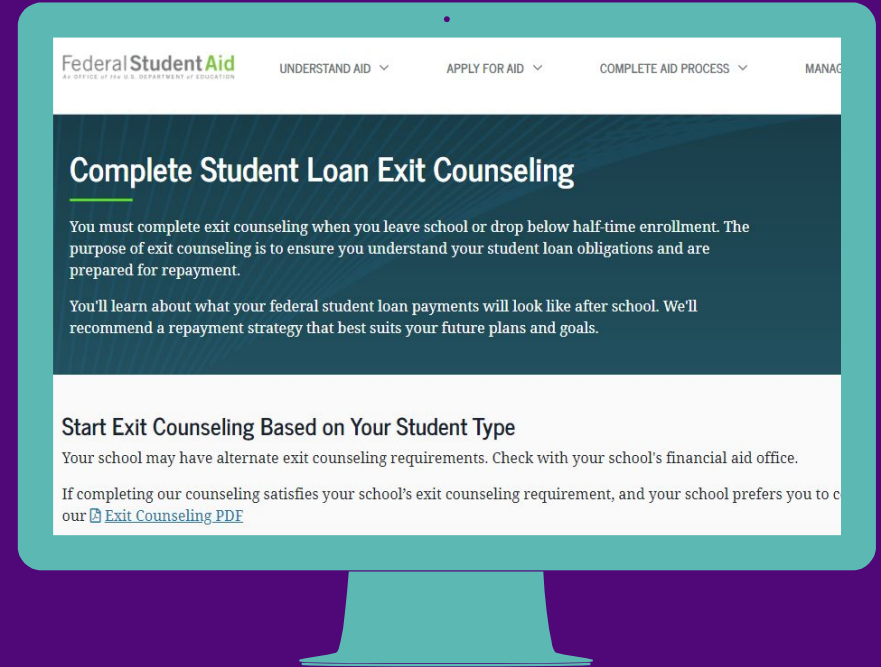 Federal Student Aid
An OFFICE of the U.S. DEPARTMENT of EDUCATION
UNDERSTAND AID
APPLY FOR AID
COMPLETE AID PROCESS
MANAG
Complete Student Loan Exit Counseling
You must complete exit counseling when you leave school or drop below half-time enrollment. The
purpose of exit counseling is to ensure you understand your student loan obligations and are
prepared for repayment.
You'll learn about what your federal student loan payments will look like after school. We'll
recommend a repayment strategy that best suits your future plans and goals.
Start Exit Counseling Based on Your Student Type
Your school may have alternate exit counseling requirements. Check with your school's financial aid office.
If completing our counseling satisfies your school’s exit counseling requirement, and your school prefers you to c
our Exit Counseling PDF